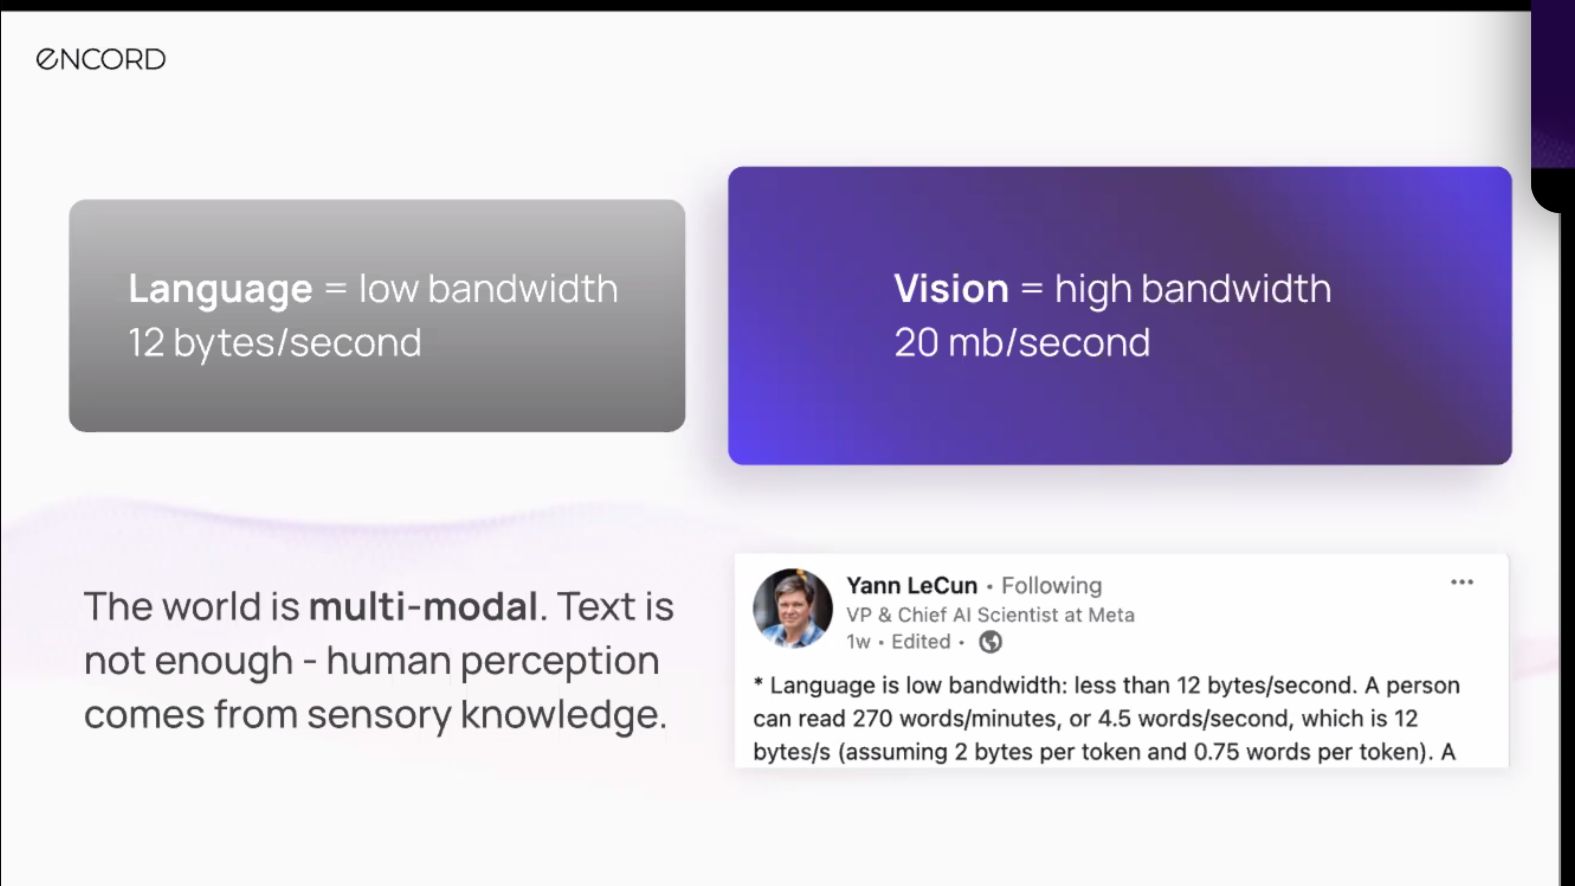 ENCORD
Language = low bandwidth
12 bytes/second
Vision = high bandwidth
20 mb/second
The world is multi-modal. Text is
not enough - human perception
comes from sensory knowledge.
Yann LeCun • Following
VP & Chief AI Scientist at Meta
1w • Edited •
* Language is low bandwidth: less than 12 bytes/second. A person
can read 270 words/minutes, or 4.5 words/second, which is 12
bytes/s (assuming 2 bytes per token and 0.75 words per token). A